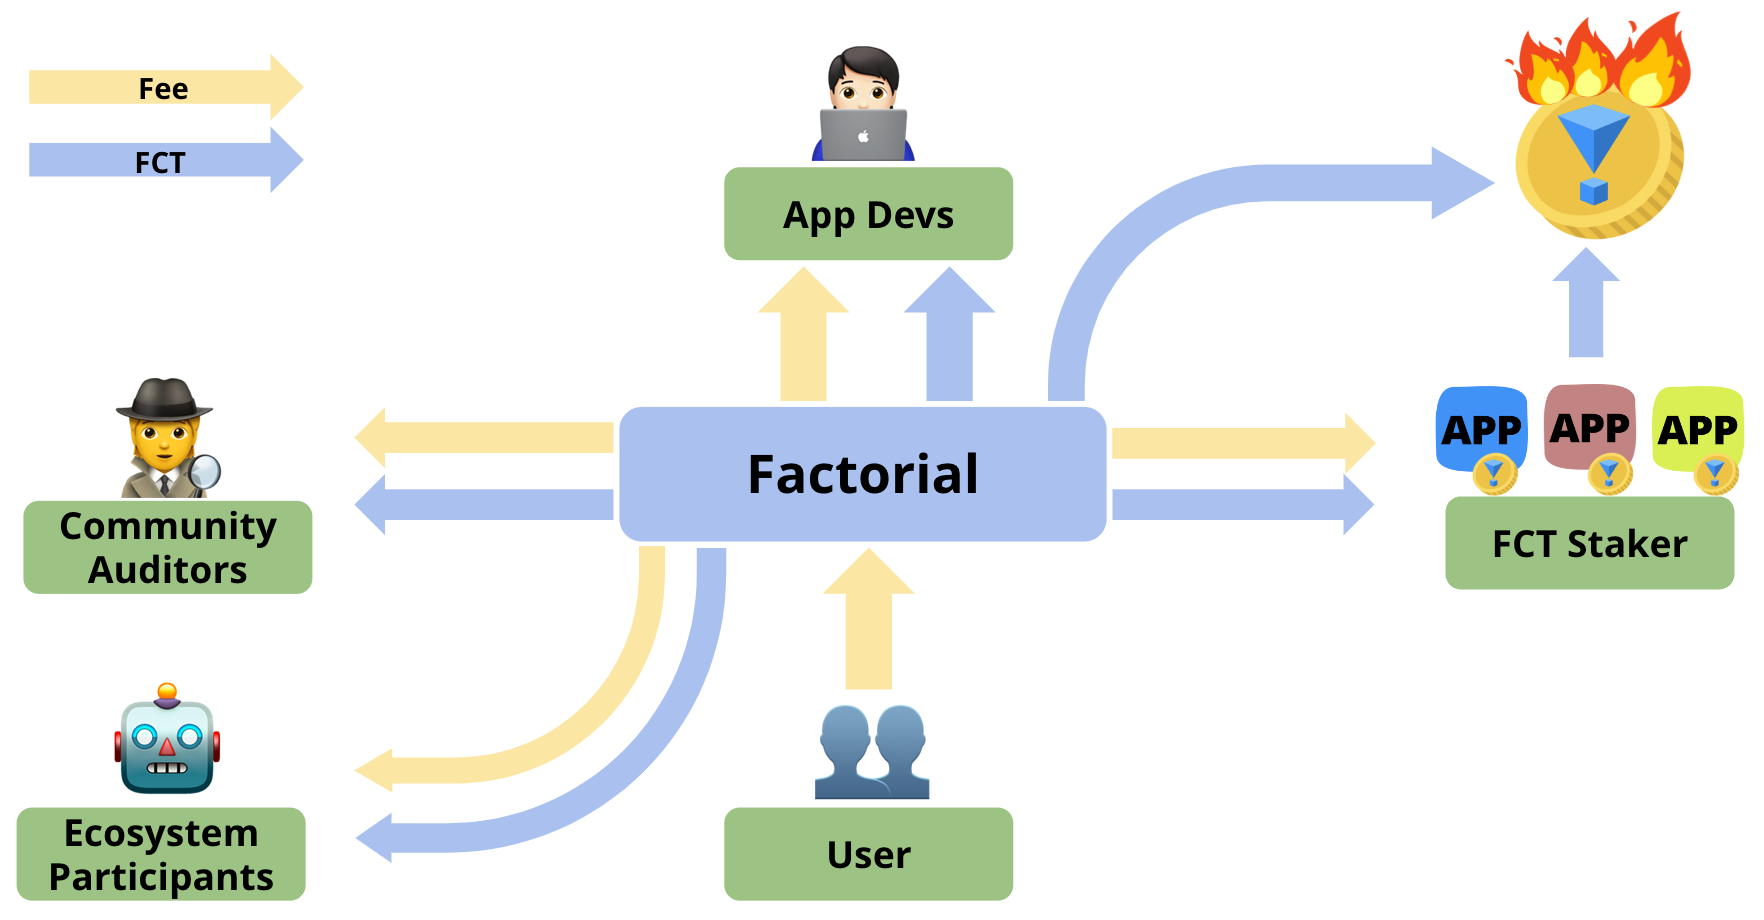 Fee
FCT
App Devs
Factorial
Community
Auditors
APP
APP
APP
FCT Staker
Ecosystem
Participants
User